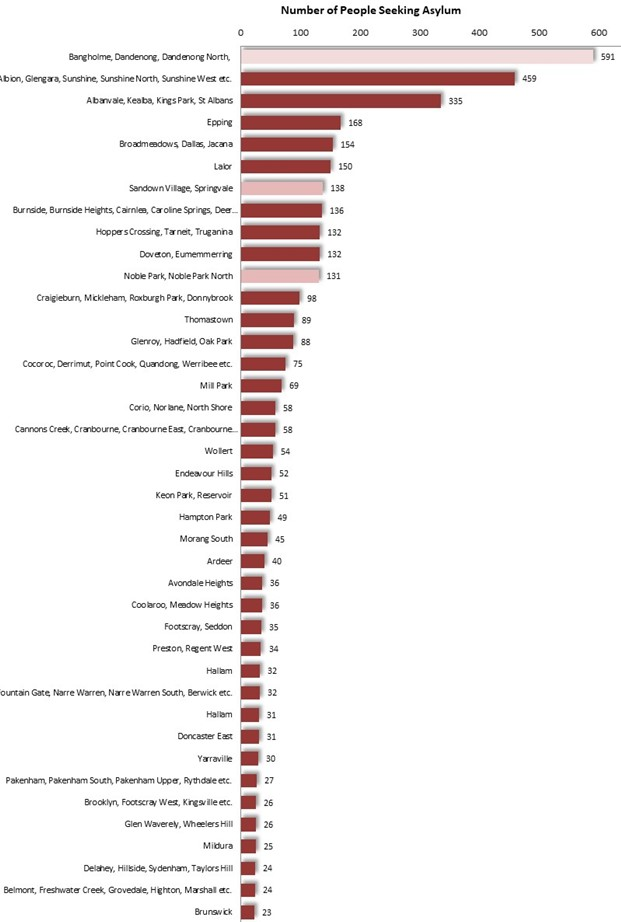 Number of People Seeking Asylum
0 100 200 300 400 500 600
Bangholme, Dandenong, Dandenong North, 591
Albion, Glengara, Sunshine, Sunshine North, Sunshine West etc. 459
Albanvale, Kealba, Kings Park, St Albans 335
Epping 168
Broadmeadows, Dallas, Jacana 154
Lalor 150
Sandown Village, Springvale 138
Burnside, Burnside Heights, Cairnlea, Caroline Springs, Deer... 136
Hoppers Crossing, Tarneit, Truganina 132
Doveton, Eumemmerring 132
Noble Park, Noble Park North 131
Craigieburn, Mickleham, Roxburgh Park, Donnybrook 98
Thomastown 89
Glenroy, Hadfield, Oak Park 88
Cocoroc, Derrimut, Point Cook, Quandong, Werribee etc. 75
Mill Park 69
Corio, Norlane, North Shore 58
Cannons Creek, Cranbourne, Cranbourne East, Cranbourne... 58
Wollert 54
Endeavour Hills 52
Keon Park, Reservoir 51
Hampton Park 49
Morang South 45
Ardeer 40
Avondale Heights 36
Coolaroo, Meadow Heights 36
Footscray, Seddon 35
Preston, Regent West 34
Hallam 32
ountain Gate, Narre Warren, Narre Warren South, Berwick etc. 32
Hallam 31
Doncaster East 31
Yarraville 30
Pakenham, Pakenham South, Pakenham Upper, Rythdale etc. 27
Brooklyn, Footscray West, Kingsville etc. 26
Glen Waverely, Wheelers Hill 26
Mildura 25
Delahey, Hillside, Sydenham, Taylors Hill 24
Belmont, Freshwater Creek, Grovedale, Highton, Marshall etc. 24
Brunswick 23